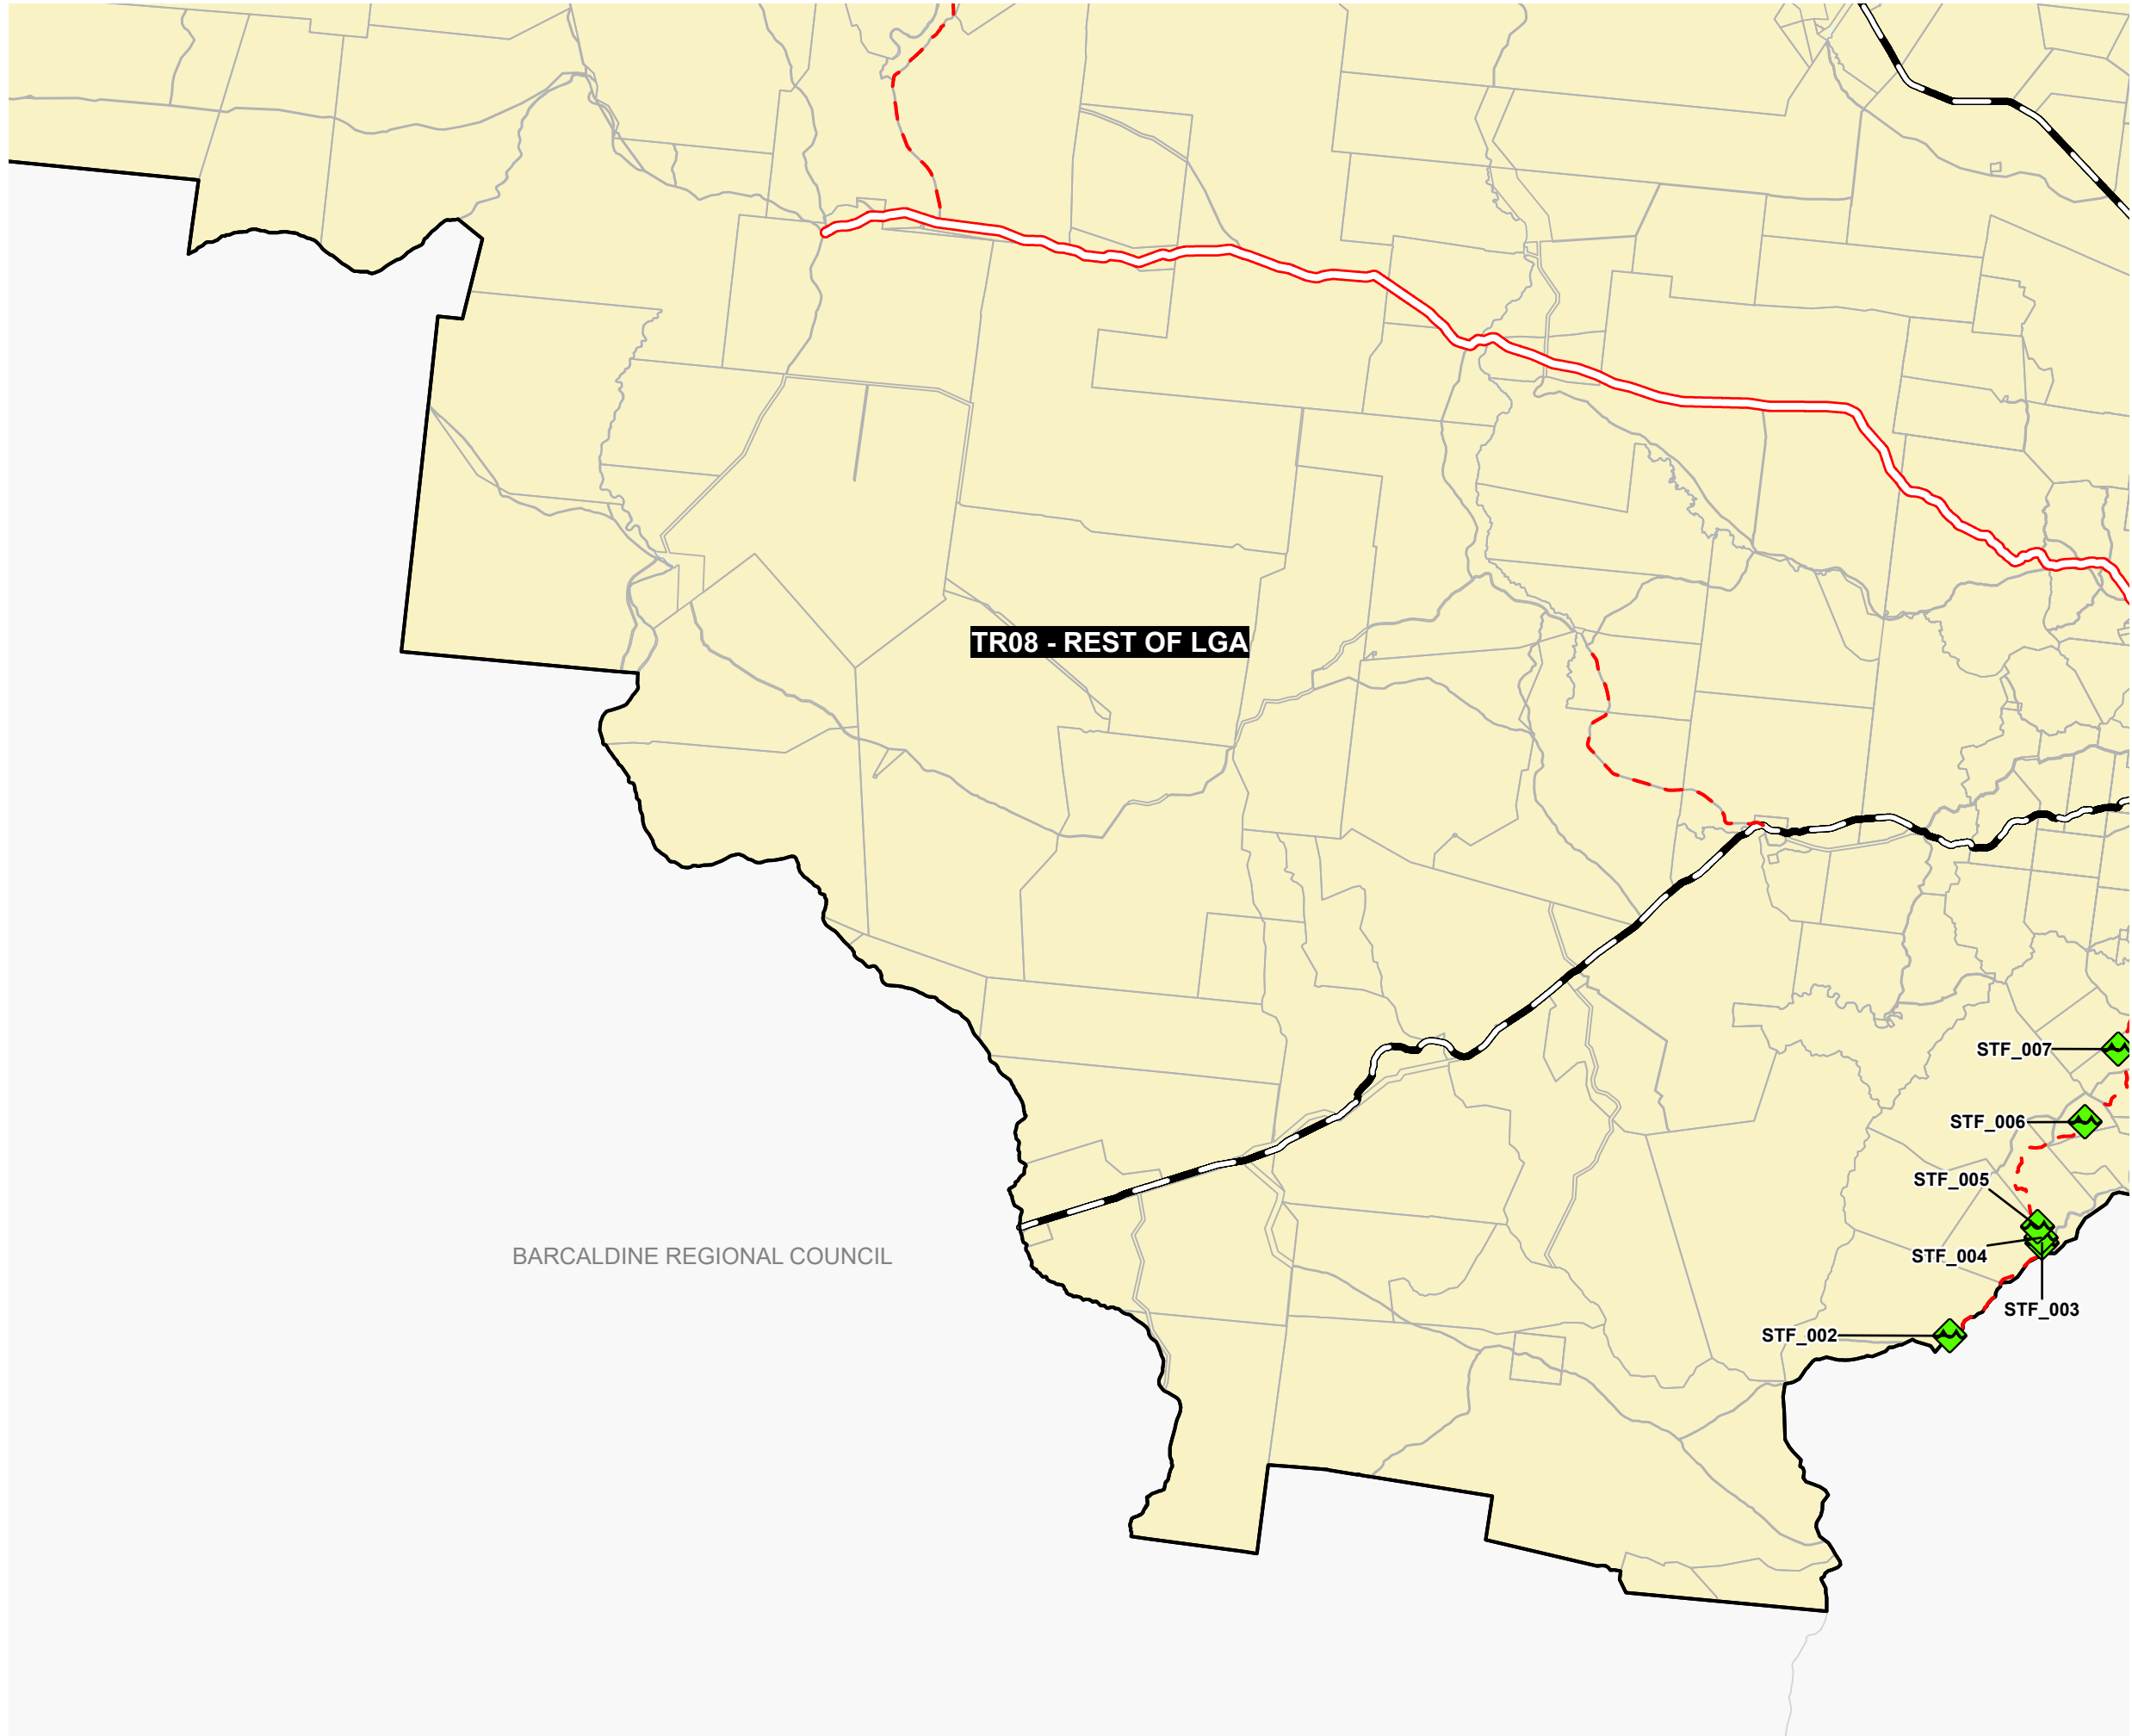 TR08 - REST OF LGA
STF_007
STF_006
STF_005
BARCALDINE REGIONAL COUNCIL
STF_004
STF_003
STF_002